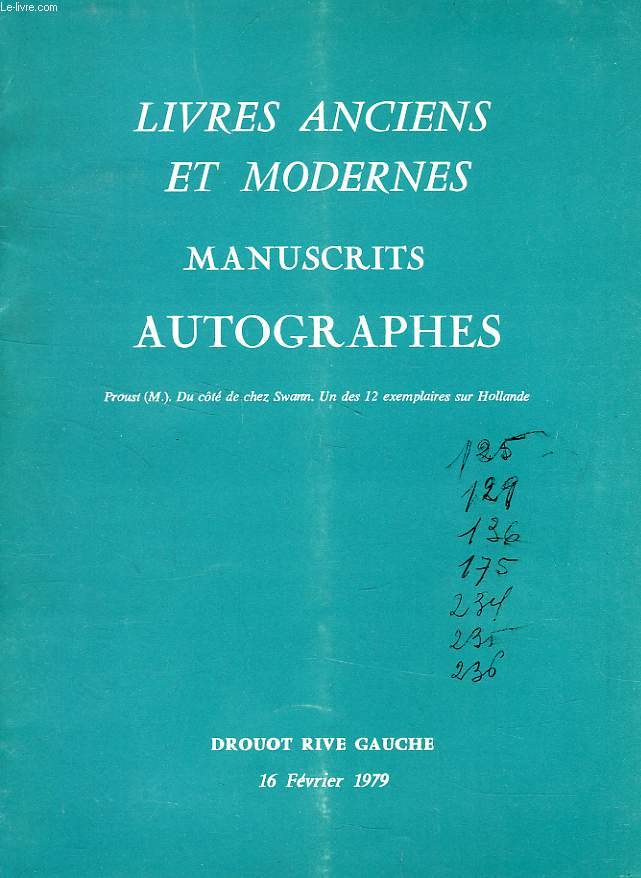 Le-livre.com
LIVRES ANCIENS
ET MODERNES
MANUSCRITS
AUTOGRAPHES
Proust (M.). Du côté de chez Swann. Un des 12 exemplaires sur Hollande
125
129
136
175
234
235
236
DROUOT RIVE GAUCHE
16 Février 1979